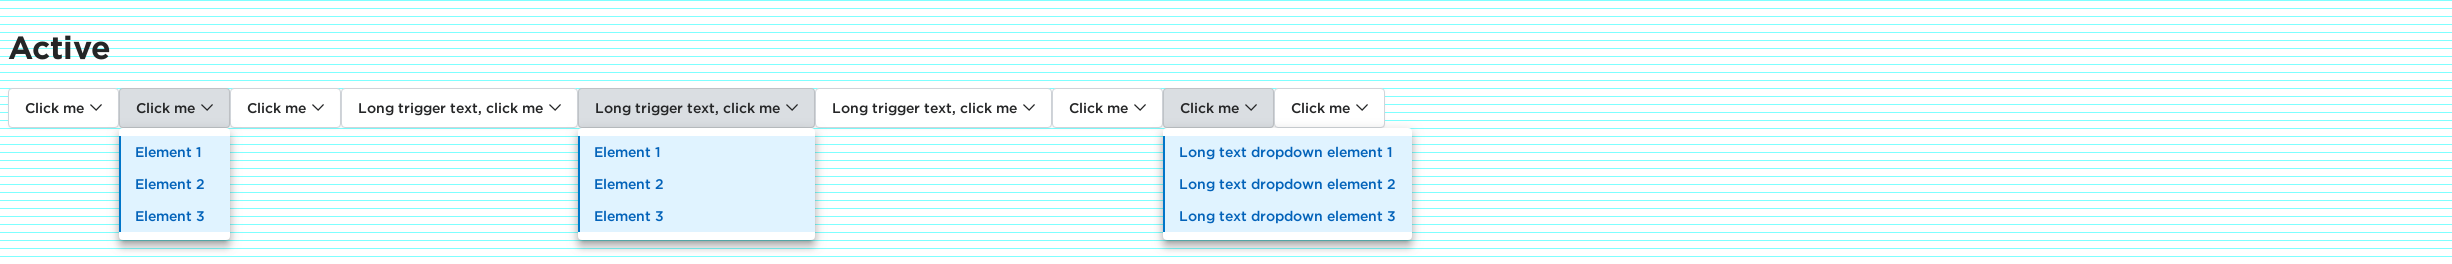 Active
Click me Click me Click me Long trigger text, click me Long trigger text, click me Long trigger text, click me Click me Click me Click me
Element 1 Element 1 Long text dropdown element 1
Element 2 Element 2 Long text dropdown element 2
Element 3 Element 3 Long text dropdown element 3